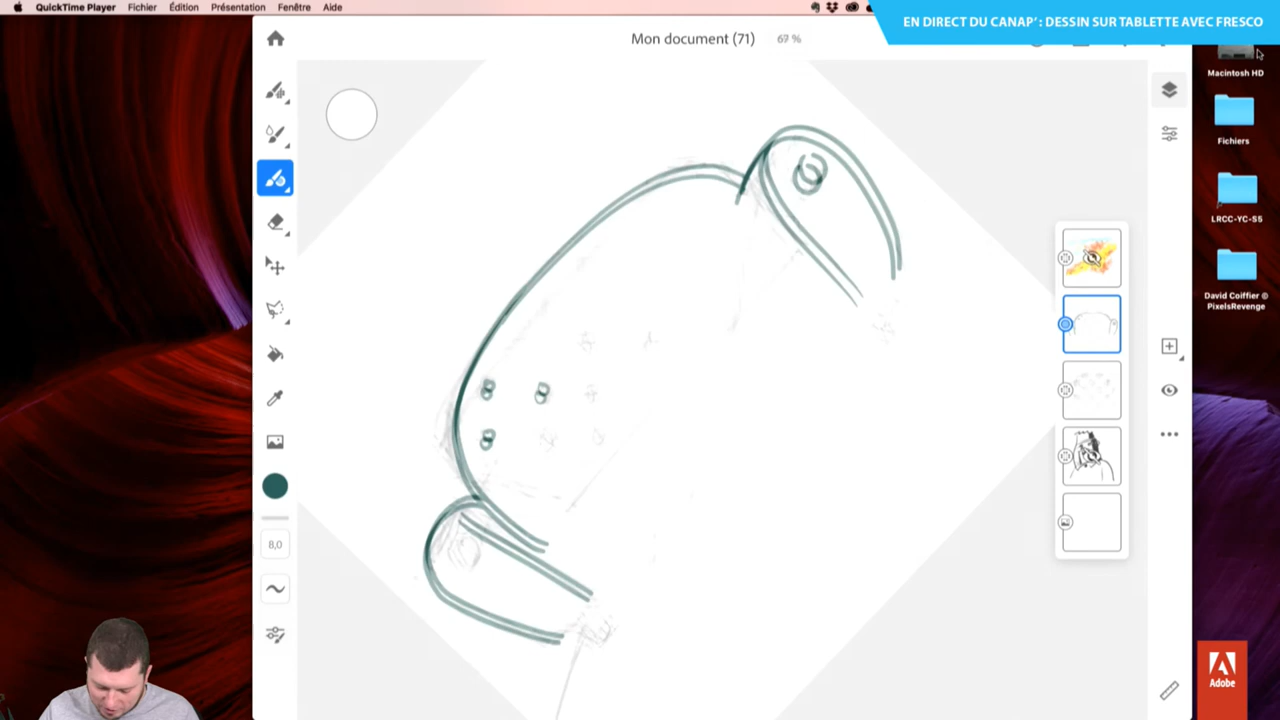 QuickTime Player Fichier Édition Présentation Fenêtre Aide
EN DIRECT DU CANAP' : DESSIN SUR TABLETTE AVEC FRESCO
Mon document (71) 67 %
Macintosh HD
Fichiers
LRCC-YC-S5
David Coiffier ©
PixelsRevenge
8,0
Adobe